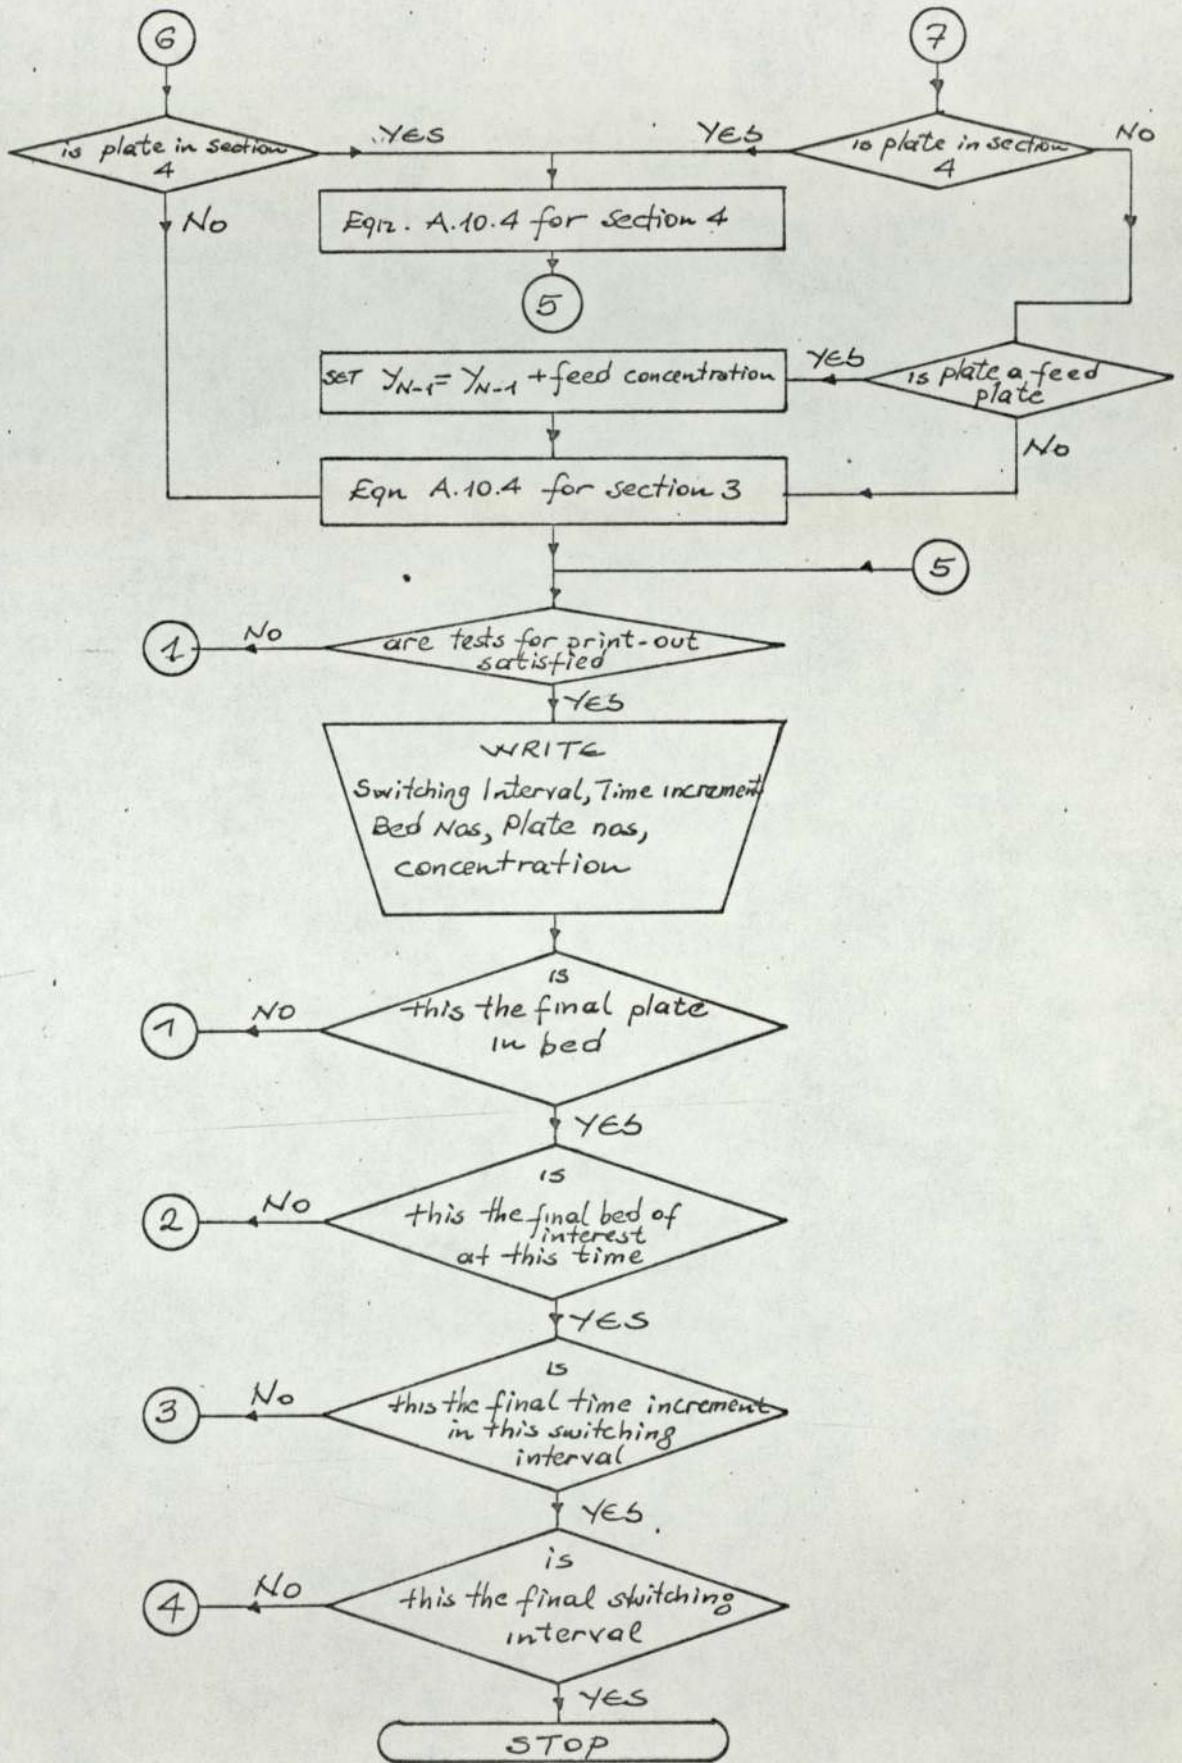 6
7
is plate in section
4
YES
YES
is plate in section
4
NO
No
Eqn. A.10.4 for section 4
5
SET YN-1 = YN-1 + feed concentration
YES
is plate a feed
plate
No
Eqn A.10.4 for section 3
5
1
No
are tests for print-out
satisfied
YES
WRITE
Switching Interval, Time increment
Bed Nos, Plate nos,
concentration
1
NO
is
this the final plate
in bed
YES
2
No
is
this the final bed of
interest
at this time
YES
3
No
is
this the final time increment
in this switching
interval
YES
4
No
is
this the final switching
interval
YES
STOP